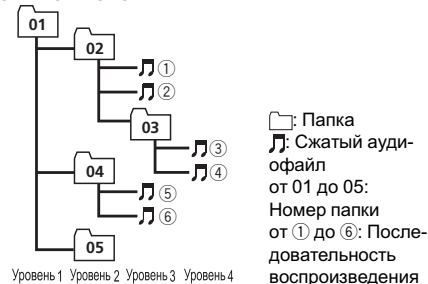 01
02
①
②
03
③
④
04
⑤
⑥
05
Уровень 1 Уровень 2 Уровень 3 Уровень 4
: Папка
: Сжатый ауди-
офайл
от 01 до 05:
Номер папки
от ① до ⑥: После-
довательность
воспроизведения